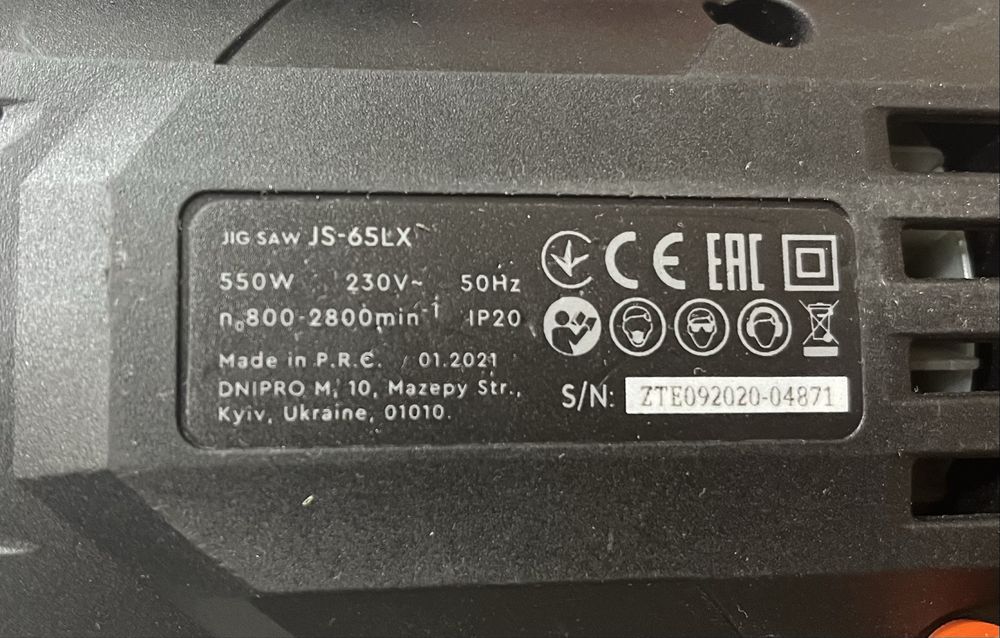 JIG SAW JS-65LX
550W 230V~ 50Hz
n₀800-2800min⁻¹ IP20
Made in P.R.C. 01.2021
DNIPRO M, 10, Mazepy Str.,
Kyiv, Ukraine, 01010.
CE EAC
S/N: ZTE092020-04871